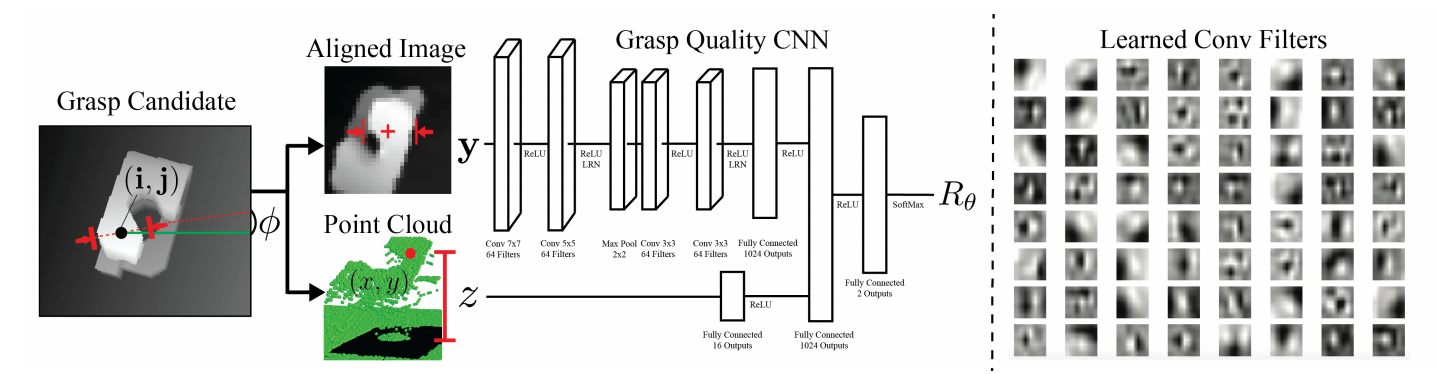 Grasp Candidate
(i, j)
ϕ
Aligned Image
Point Cloud
(x, y)
y
z
Grasp Quality CNN
ReLU
ReLU
LRN
ReLU
ReLU
LRN
ReLU
ReLU
SoftMax
R_θ
Conv 7x7
64 Filters
Conv 5x5
64 Filters
Max Pool
2x2
Conv 3x3
64 Filters
Conv 3x3
64 Filters
Fully Connected
1024 Outputs
ReLU
Fully Connected
16 Outputs
Fully Connected
1024 Outputs
Fully Connected
2 Outputs
Learned Conv Filters